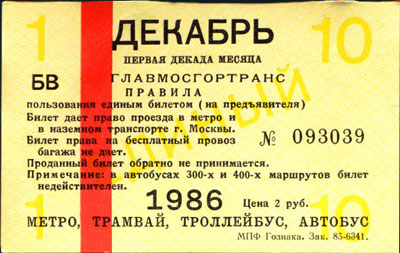 1 ДЕКАБРЬ 10
ПЕРВАЯ ДЕКАДА МЕСЯЦА
БВ ГЛАВМОСГОРТРАНС
ПРАВИЛА
пользования единым билетом (на предъявителя)
Билет дает право проезда в метро и
в наземном транспорте г. Москвы.
Билет права на бесплатный провоз
багажа не дает.
№ 093039
Проданный билет обратно не принимается.
Примечание: в автобусах 300-х и 400-х маршрутов билет
недействителен.
1 1986 Цена 2 руб. 10
МЕТРО, ТРАМВАЙ, ТРОЛЛЕЙБУС, АВТОБУС
МПФ Гознака. Зак. 85-6341.
ЕДИНЫЙ